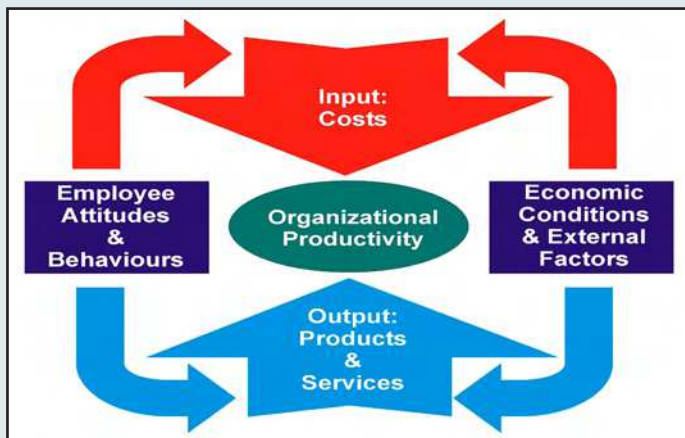 Input:
Costs
Employee
Attitudes
&
Behaviours
Organizational
Productivity
Economic
Conditions
& External
Factors
Output:
Products
&
Services